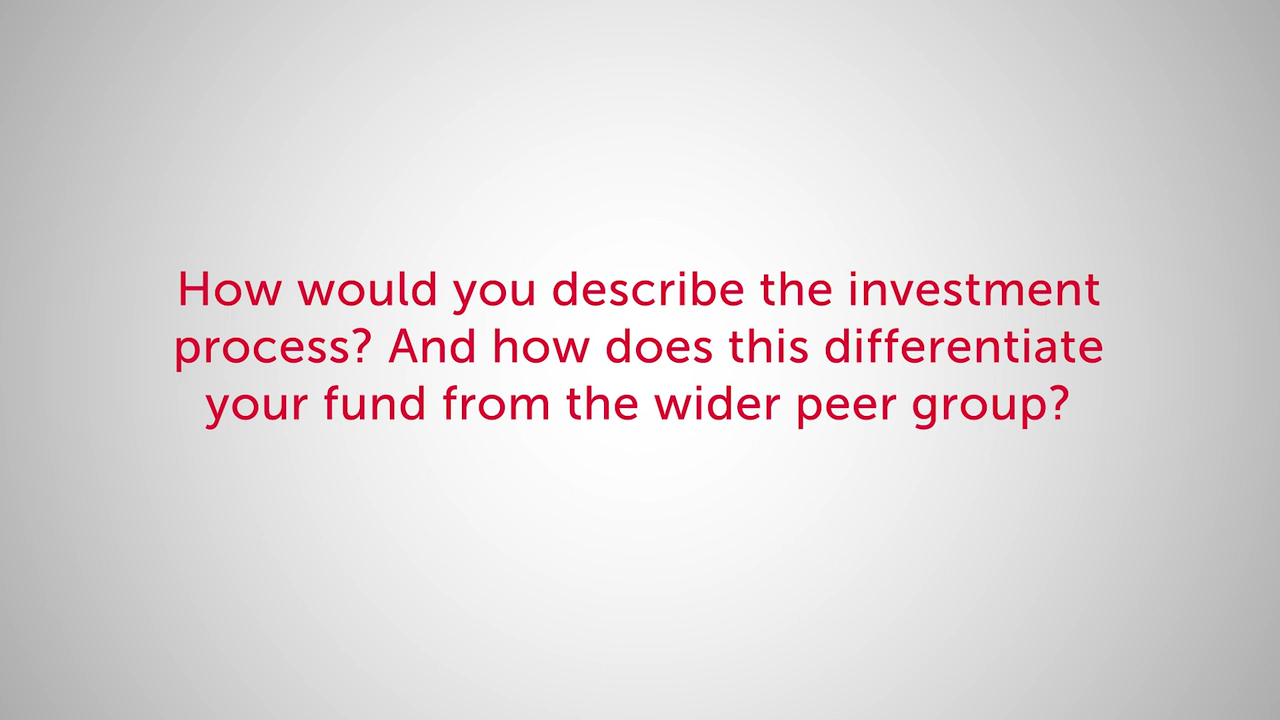 How would you describe the investment
process? And how does this differentiate
your fund from the wider peer group?